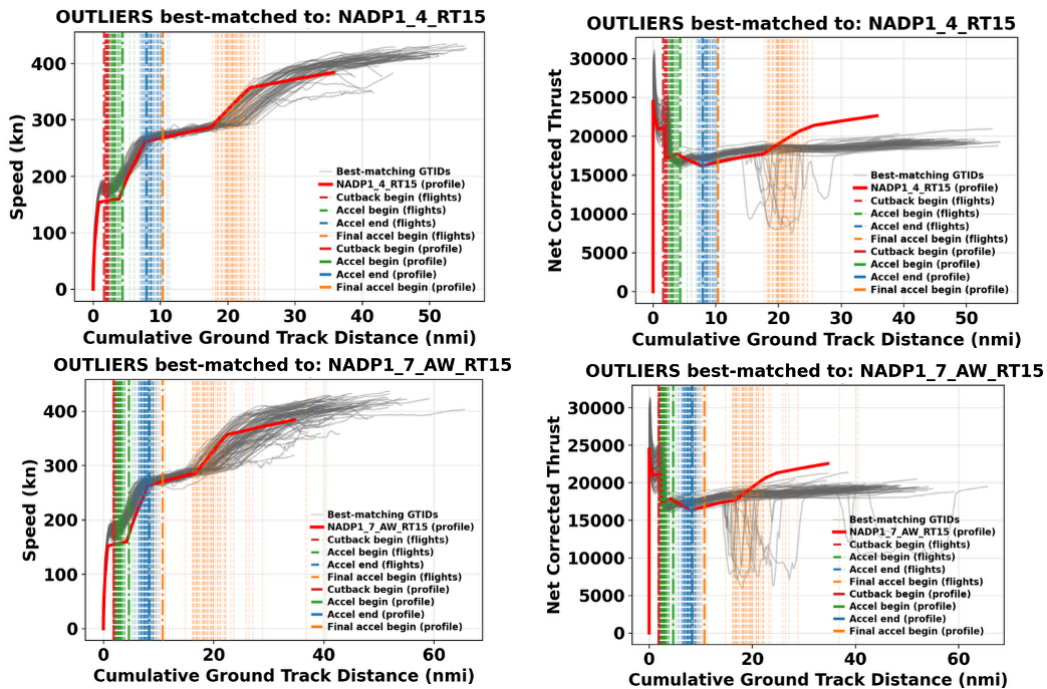 OUTLIERS best-matched to: NADP1_4_RT15
Speed (kn)
400
300
200
100
0
Best-matching GTIDs
NADP1_4_RT15 (profile)
Cutback begin (flights)
Accel begin (flights)
Accel end (flights)
Final accel begin (flights)
Cutback begin (profile)
Accel begin (profile)
Accel end (profile)
Final accel begin (profile)
0 10 20 30 40 50
Cumulative Ground Track Distance (nmi)
OUTLIERS best-matched to: NADP1_4_RT15
Net Corrected Thrust
30000
25000
20000
15000
10000
5000
0
Best-matching GTIDs
NADP1_4_RT15 (profile)
Cutback begin (flights)
Accel begin (flights)
Accel end (flights)
Final accel begin (flights)
Cutback begin (profile)
Accel begin (profile)
Accel end (profile)
Final accel begin (profile)
0 10 20 30 40 50
Cumulative Ground Track Distance (nmi)
OUTLIERS best-matched to: NADP1_7_AW_RT15
Speed (kn)
400
300
200
100
0
Best-matching GTIDs
NADP1_7_AW_RT15 (profile)
Cutback begin (flights)
Accel begin (flights)
Accel end (flights)
Final accel begin (flights)
Cutback begin (profile)
Accel begin (profile)
Accel end (profile)
Final accel begin (profile)
0 20 40 60
Cumulative Ground Track Distance (nmi)
OUTLIERS best-matched to: NADP1_7_AW_RT15
Net Corrected Thrust
30000
25000
20000
15000
10000
5000
0
Best-matching GTIDs
NADP1_7_AW_RT15 (profile)
Cutback begin (flights)
Accel begin (flights)
Accel end (flights)
Final accel begin (flights)
Cutback begin (profile)
Accel begin (profile)
Accel end (profile)
Final accel begin (profile)
0 20 40 60
Cumulative Ground Track Distance (nmi)